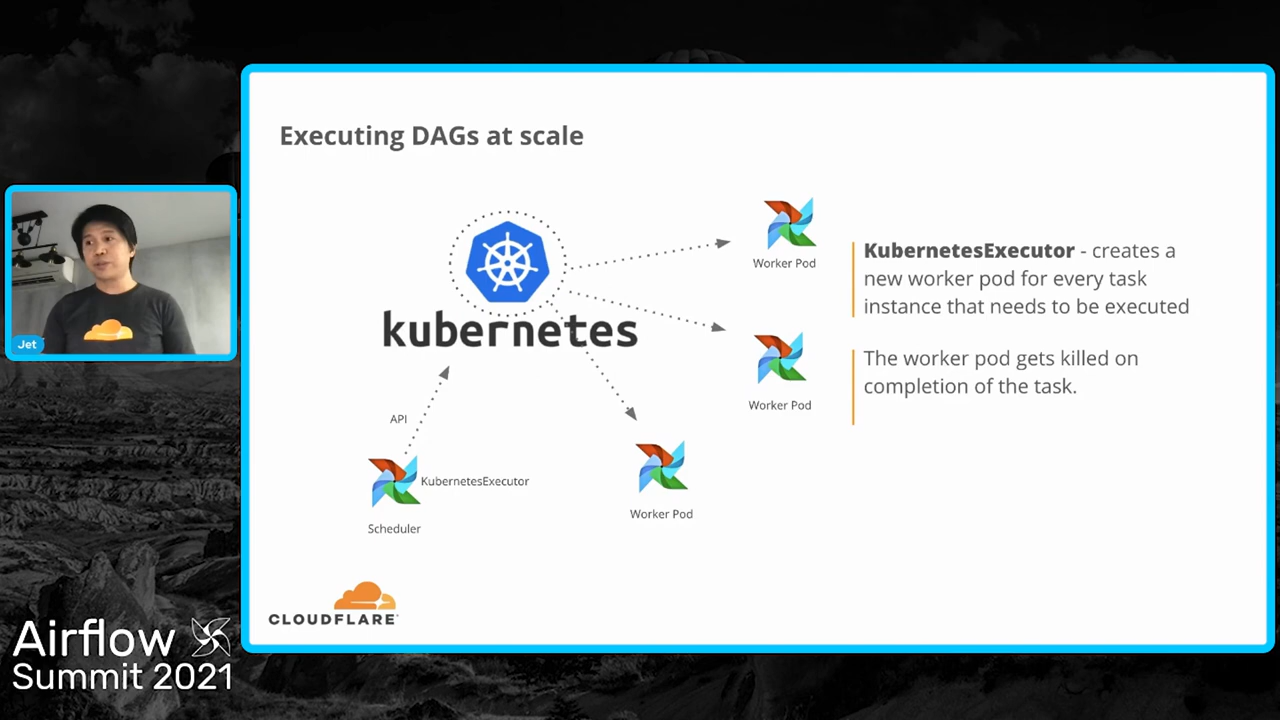 Executing DAGs at scale
kubernetes
Worker Pod
Worker Pod
Worker Pod
API
KubernetesExecutor
Scheduler
KubernetesExecutor - creates a
new worker pod for every task
instance that needs to be executed
The worker pod gets killed on
completion of the task.
CLOUDFLARE
Jet
Airflow
Summit 2021